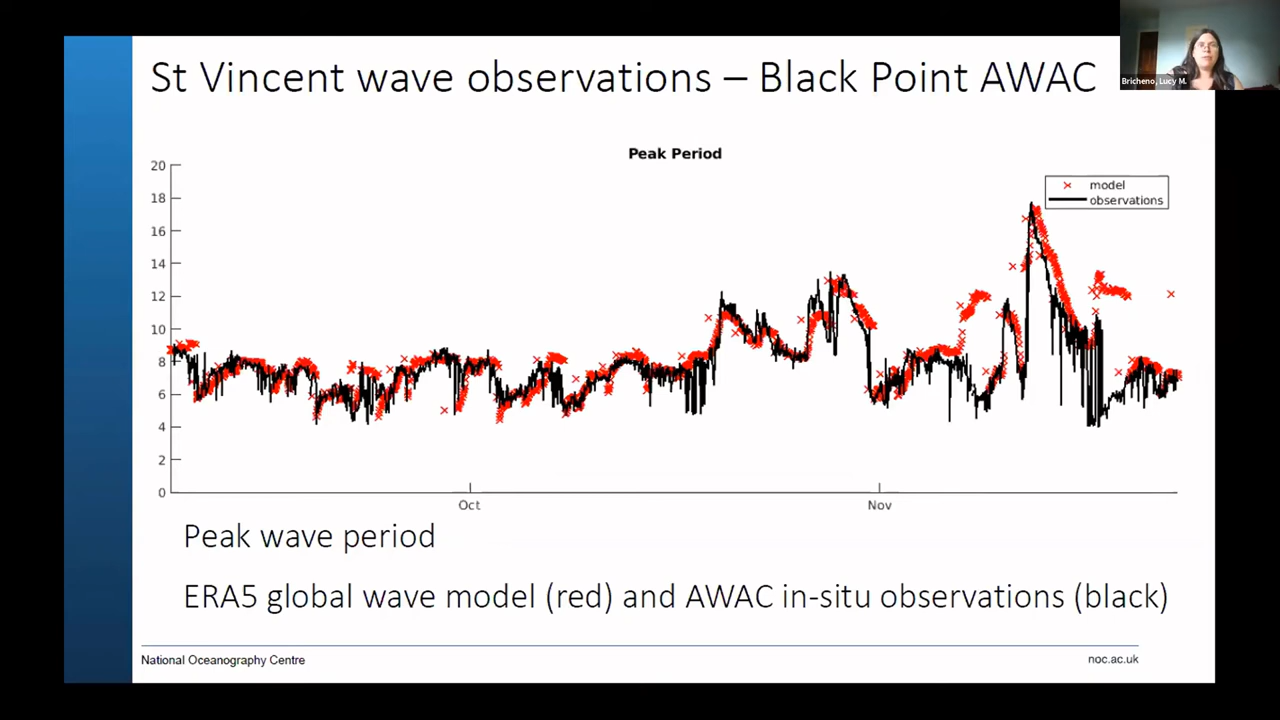 St Vincent wave observations – Black Point AWAC
Bricheno, Lucy M.
Peak Period
20
18
16
14
12
10
8
6
4
2
0
model
observations
Oct
Nov
Peak wave period
ERA5 global wave model (red) and AWAC in-situ observations (black)
National Oceanography Centre
noc.ac.uk